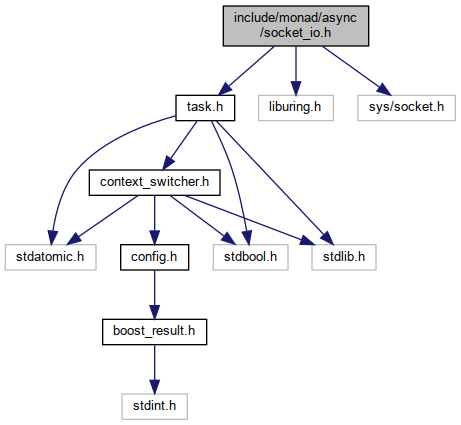 include/monad/async
/socket_io.h
task.h
liburing.h
sys/socket.h
context_switcher.h
stdatomic.h
config.h
stdbool.h
stdlib.h
boost_result.h
stdint.h